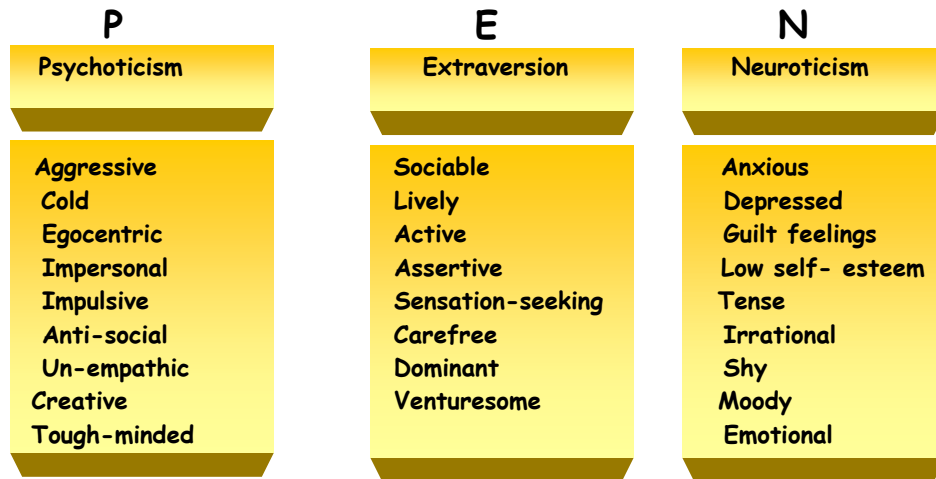 P
Psychoticism
Aggressive
Cold
Egocentric
Impersonal
Impulsive
Anti-social
Un-empathic
Creative
Tough-minded
E
Extraversion
Sociable
Lively
Active
Assertive
Sensation-seeking
Carefree
Dominant
Venturesome
N
Neuroticism
Anxious
Depressed
Guilt feelings
Low self- esteem
Tense
Irrational
Shy
Moody
Emotional